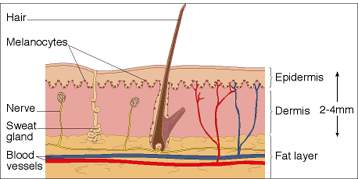 Hair
Melanocytes
Epidermis
Nerve
Dermis
2-4mm
Sweat
gland
Blood
vessels
Fat layer